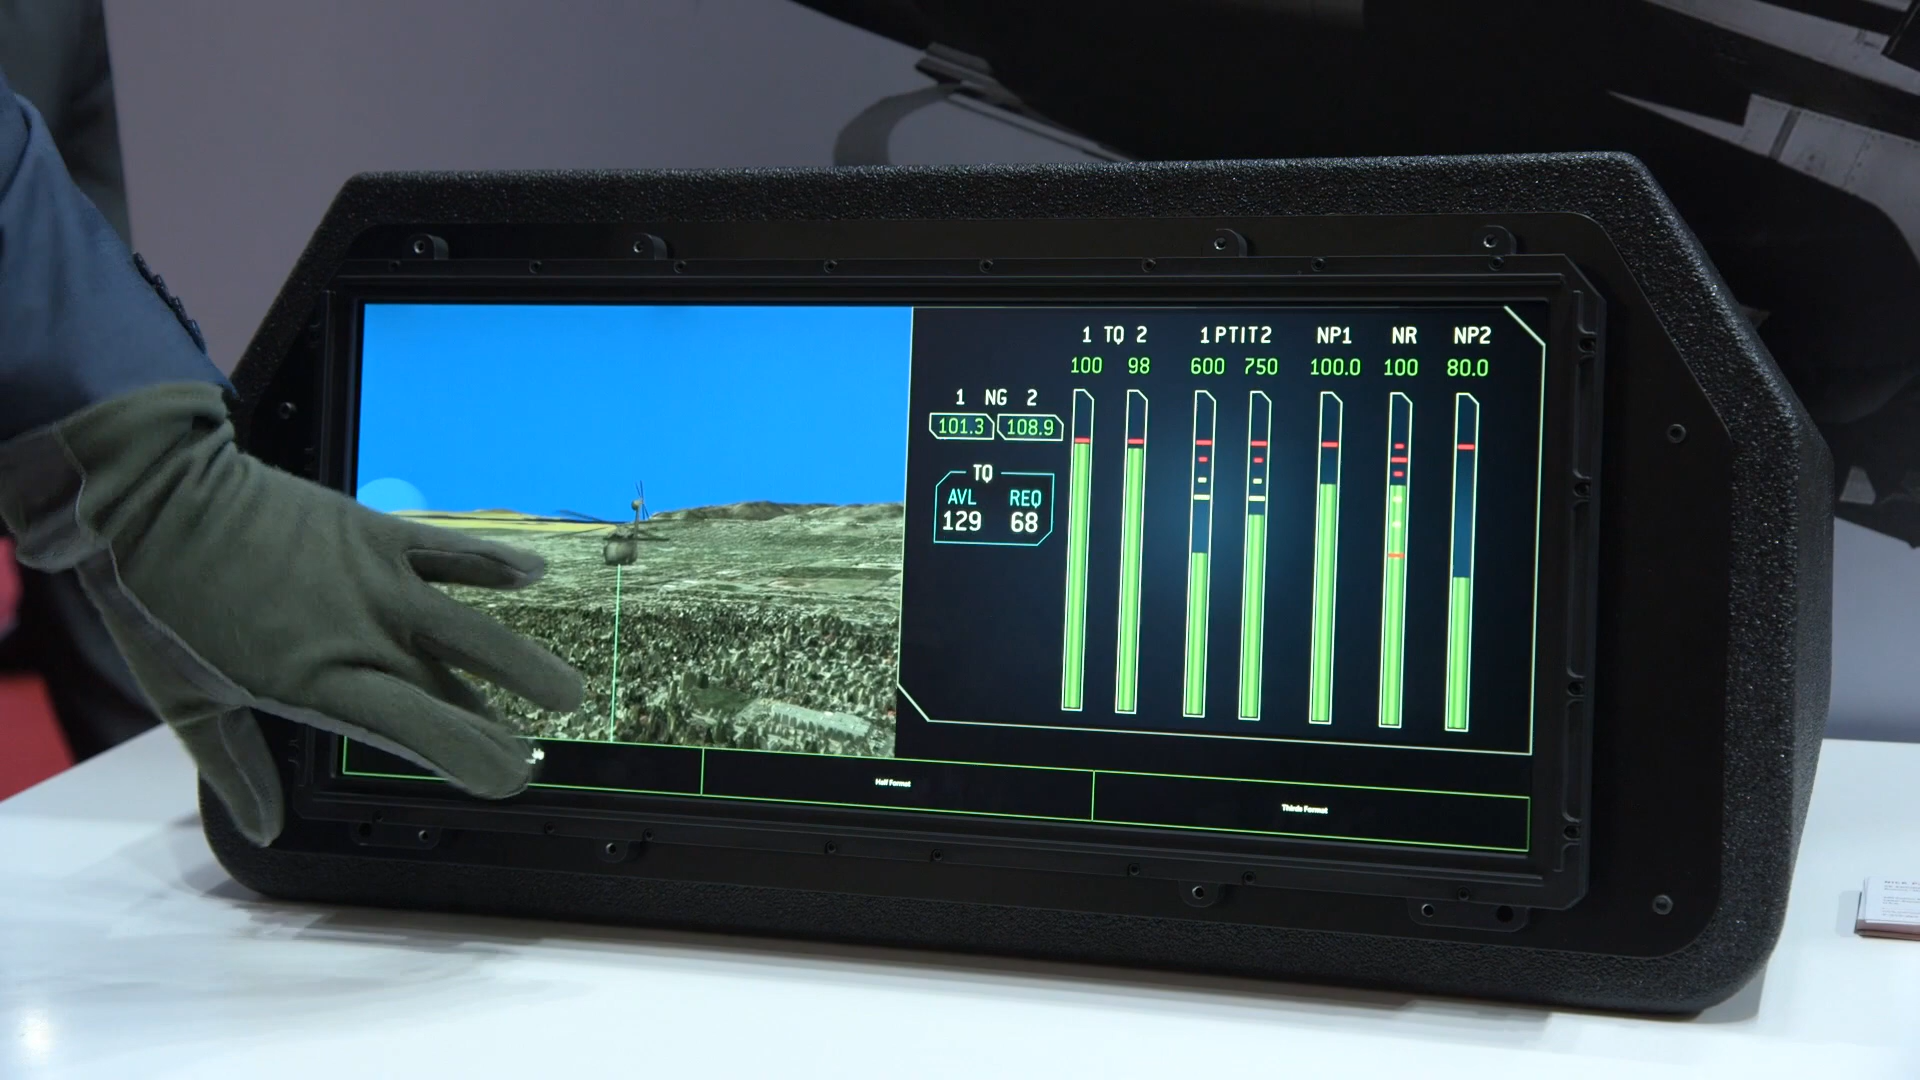 1 TQ 2
100 98
1 PTIT2
600 750
NP1
100.0
NR
100
NP2
80.0
1 NG 2
101.3 108.9
TQ
AVL REQ
129 68
Half Format
Thirds Format